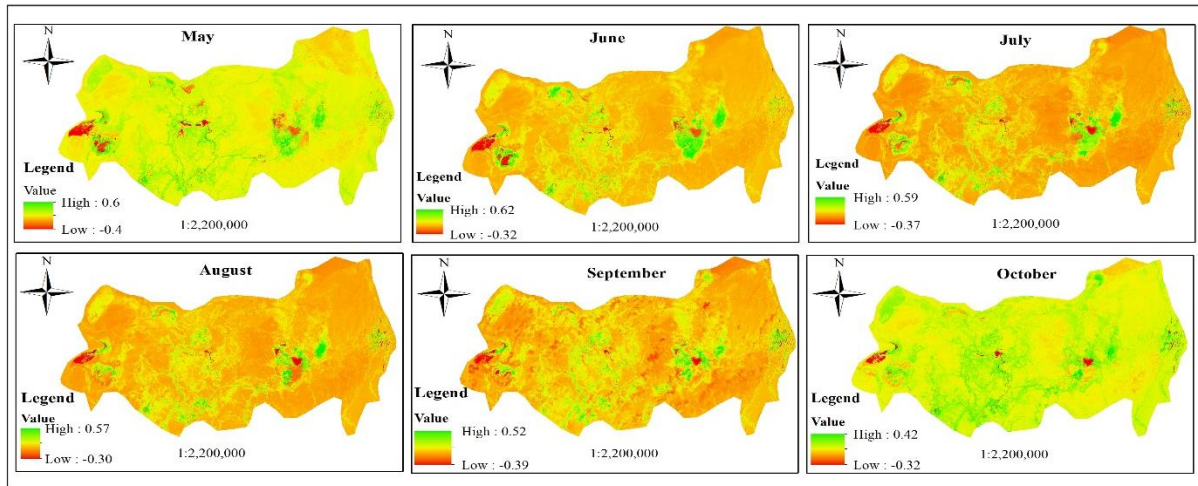 N
May
Legend
Value
High : 0.6
Low : -0.4
1:2,200,000
N
June
Legend
Value
High : 0.62
Low : -0.32
1:2,200,000
N
July
Legend
Value
High : 0.59
Low : -0.37
1:2,200,000
N
August
Legend
Value
High : 0.57
Low : -0.30
1:2,200,000
N
September
Legend
Value
High : 0.52
Low : -0.39
1:2,200,000
N
October
Legend
Value
High : 0.42
Low : -0.32
1:2,200,000